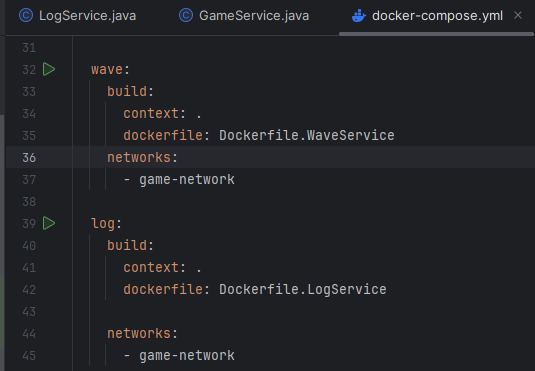 LogService.java GameService.java docker-compose.yml
31
32 wave:
33 build:
34 context: .
35 dockerfile: Dockerfile.WaveService
36 networks:
37 - game-network
38
39 log:
40 build:
41 context: .
42 dockerfile: Dockerfile.LogService
43
44 networks:
45 - game-network